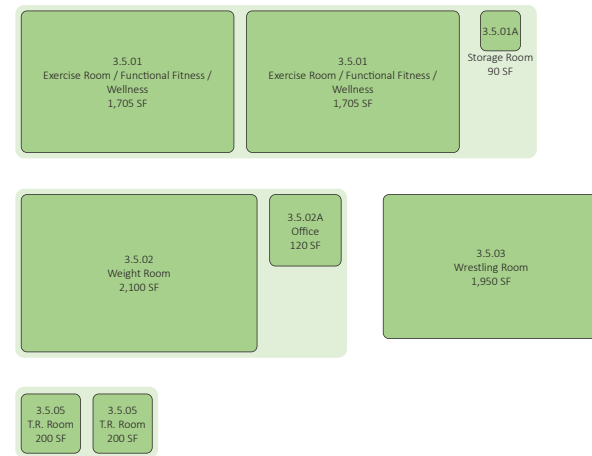 3.5.01
Exercise Room / Functional Fitness /
Wellness
1,705 SF
3.5.01
Exercise Room / Functional Fitness /
Wellness
1,705 SF
3.5.01A
Storage Room
90 SF
3.5.02
Weight Room
2,100 SF
3.5.02A
Office
120 SF
3.5.03
Wrestling Room
1,950 SF
3.5.05
T.R. Room
200 SF
3.5.05
T.R. Room
200 SF